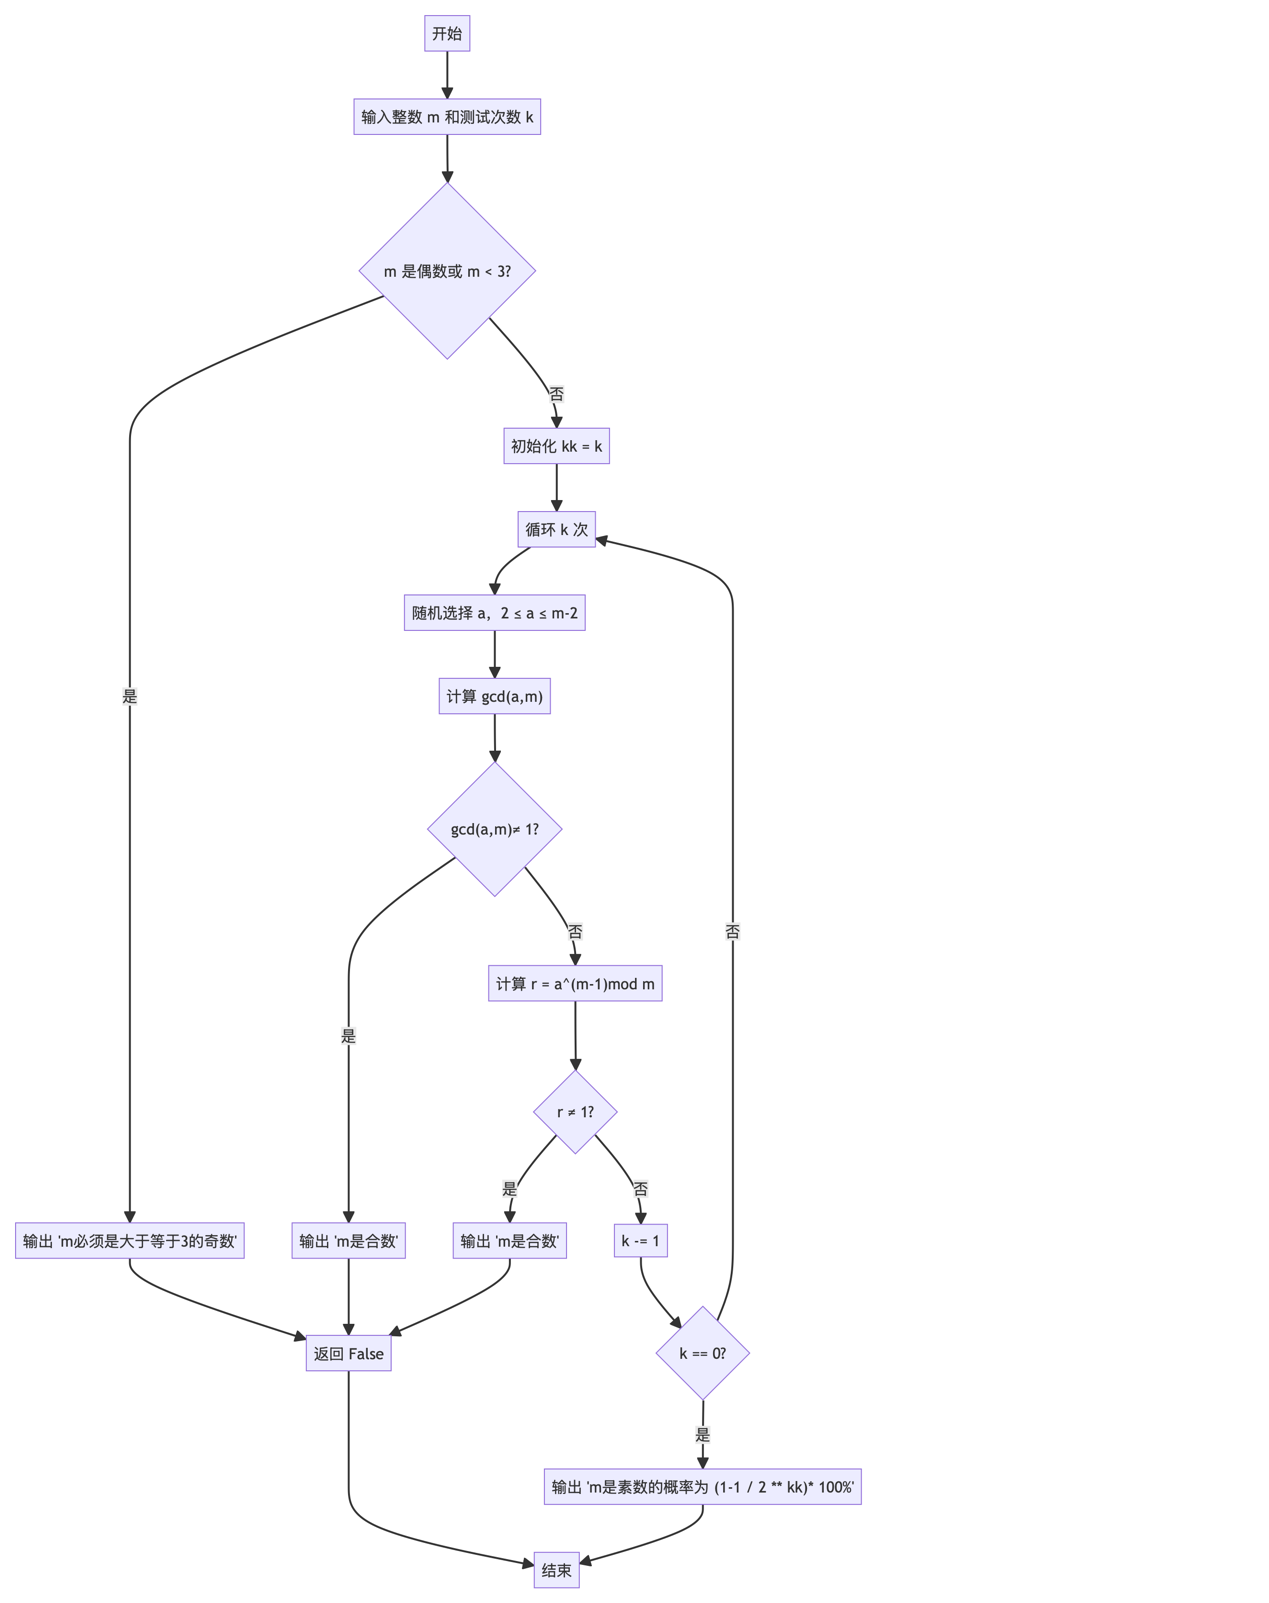 开始
输入整数 m 和测试次数 k
m 是偶数或 m < 3?
否
初始化 kk = k
循环 k 次
随机选择 a，2 ≤ a ≤ m-2
是
计算 gcd(a,m)
gcd(a,m)≠ 1?
否
否
计算 r = a^(m-1)mod m
是
r ≠ 1?
是
否
输出 'm必须是大于等于3的奇数'
输出 'm是合数'
输出 'm是合数'
k -= 1
返回 False
k == 0?
是
输出 'm是素数的概率为 (1-1 / 2 ** kk)* 100%'
结束